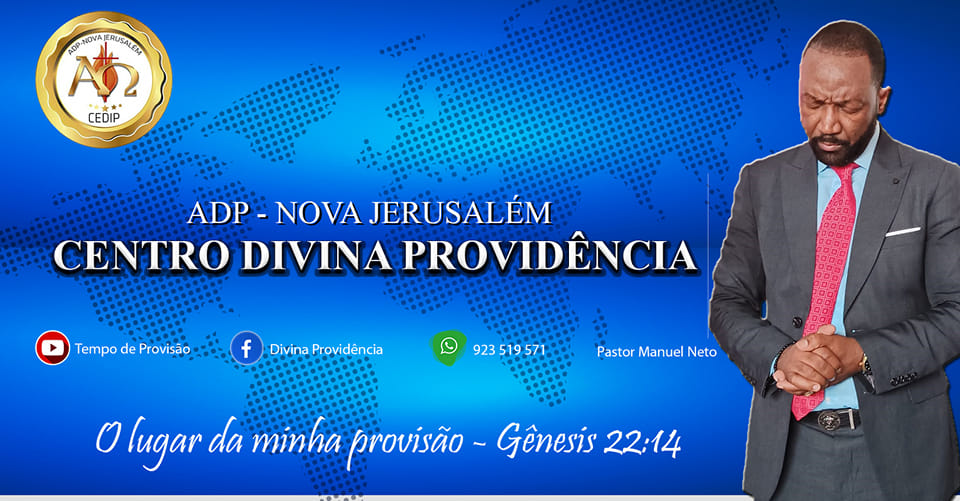 ADP-NOVA JERUSALÉM
ΑΩ
CEDIP
ADP - NOVA JERUSALÉM
CENTRO DIVINA PROVIDÊNCIA
Tempo de Provisão
Divina Providência
923 519 571
Pastor Manuel Neto
O lugar da minha provisão - Gênesis 22:14